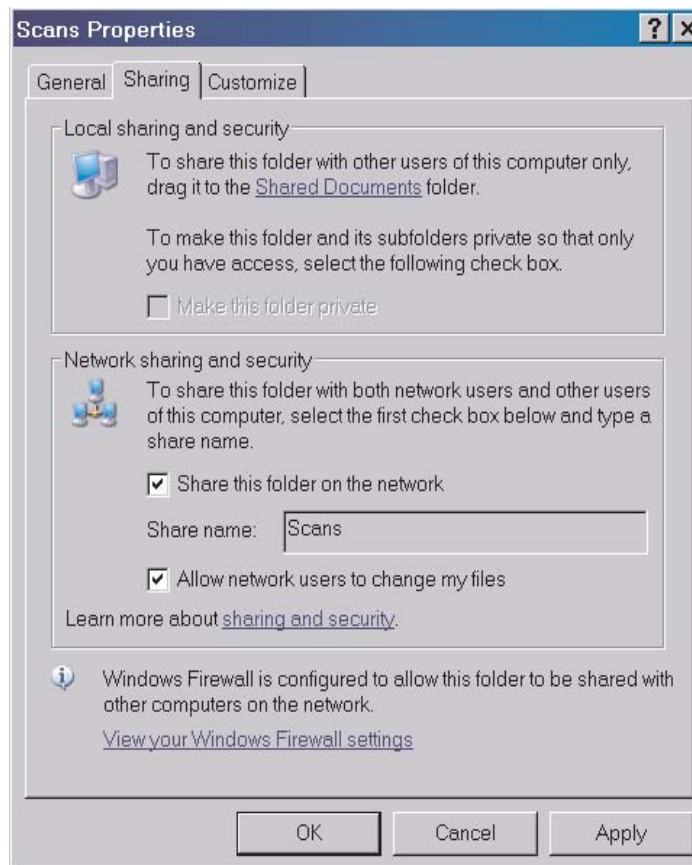 Scans Properties
?
General
Sharing
Customize
Local sharing and security
To share this folder with other users of this computer only,
drag it to the Shared Documents folder.
To make this folder and its subfolders private so that only
you have access, select the following check box.
Make this folder private
Network sharing and security
To share this folder with both network users and other users
of this computer, select the first check box below and type a
share name.
Share this folder on the network
Share name: Scans
Allow network users to change my files
Learn more about sharing and security.
Windows Firewall is configured to allow this folder to be shared with
other computers on the network.
View your Windows Firewall settings
OK
Cancel
Apply